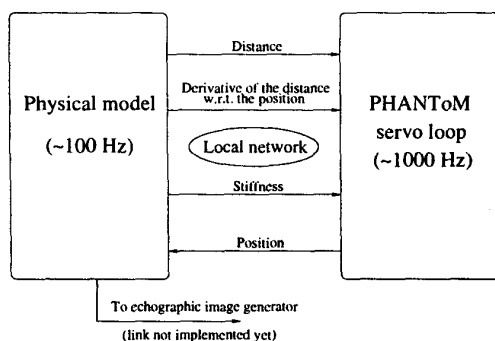 Physical model
(~100 Hz)
Distance
Derivative of the distance
w.r.t. the position
Local network
Stiffness
Position
PHANToM
servo loop
(~1000 Hz)
To echographic image generator
(link not implemented yet)